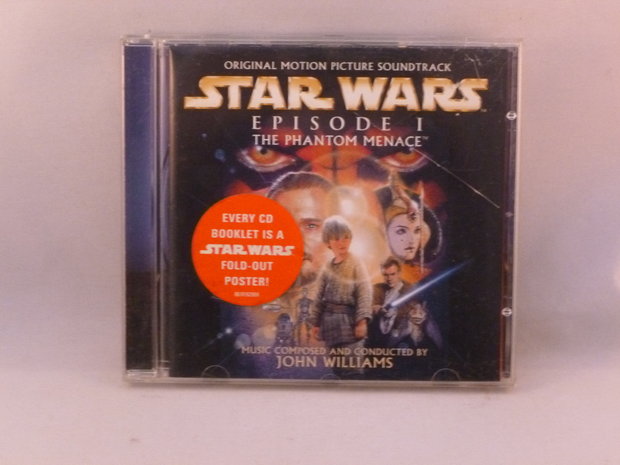 ORIGINAL MOTION PICTURE SOUNDTRACK
STAR WARS
EPISODE I
THE PHANTOM MENACE™
EVERY CD
BOOKLET IS A
STAR WARS
FOLD-OUT
POSTER!
MUSIC COMPOSED AND CONDUCTED BY
JOHN WILLIAMS